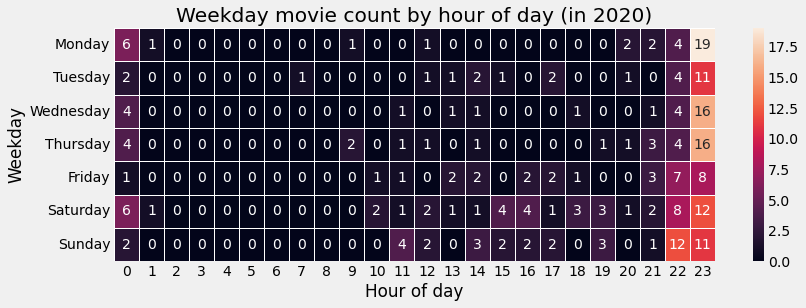 Weekday movie count by hour of day (in 2020)
Weekday
Monday 6 1 0 0 0 0 0 0 0 1 0 0 1 0 0 0 0 0 0 0 2 2 4 19
Tuesday 2 0 0 0 0 0 0 1 0 0 0 0 1 1 2 1 0 2 0 0 1 0 4 11
Wednesday 4 0 0 0 0 0 0 0 0 0 0 1 0 1 1 0 0 0 1 0 0 1 4 16
Thursday 4 0 0 0 0 0 0 0 0 2 0 1 1 0 1 0 0 0 0 1 1 3 4 16
Friday 1 0 0 0 0 0 0 0 0 0 1 1 0 2 2 0 2 2 1 0 0 3 7 8
Saturday 6 1 0 0 0 0 0 0 0 0 2 1 2 1 1 4 4 1 3 3 1 2 8 12
Sunday 2 0 0 0 0 0 0 0 0 0 0 4 2 0 3 2 2 2 0 3 0 1 12 11
0 1 2 3 4 5 6 7 8 9 10 11 12 13 14 15 16 17 18 19 20 21 22 23
Hour of day
17.5
15.0
12.5
10.0
7.5
5.0
2.5
0.0